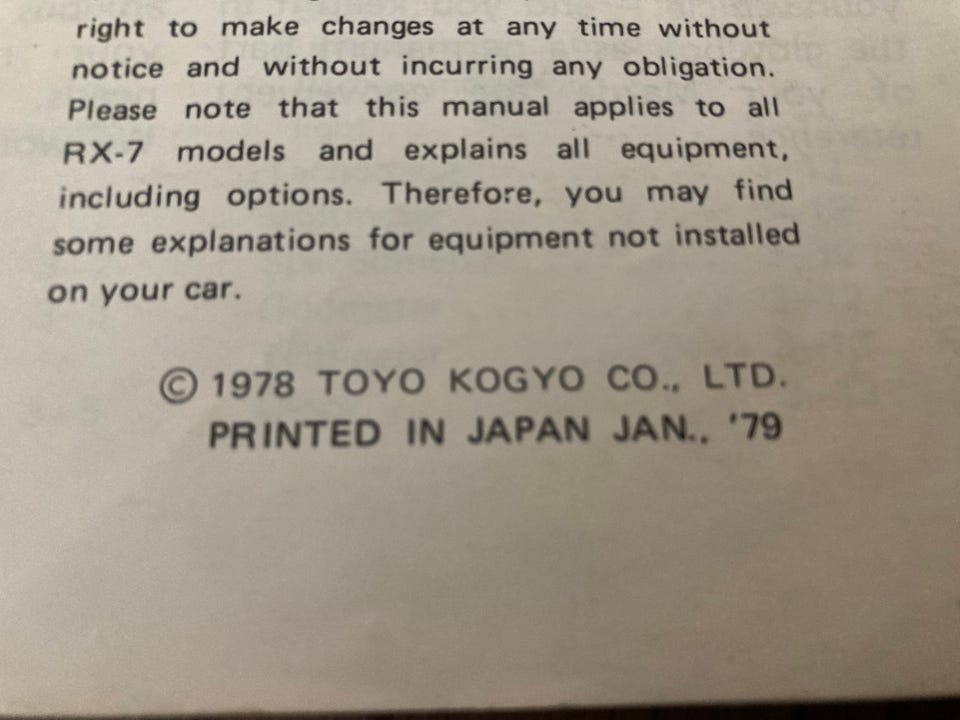 right to make changes at any time without
notice and without incurring any obligation.
Please note that this manual applies to all
RX-7 models and explains all equipment,
including options. Therefore, you may find
some explanations for equipment not installed
on your car.
© 1978 TOYO KOGYO CO., LTD.
PRINTED IN JAPAN JAN., '79